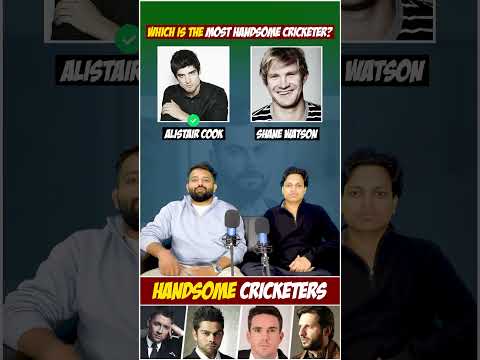 WHICH IS THE MOST HANDSOME CRICKETER?
ALISTAIR COOK
SHANE WATSON
ALISTAIR
WATSON
HANDSOME CRICKETERS